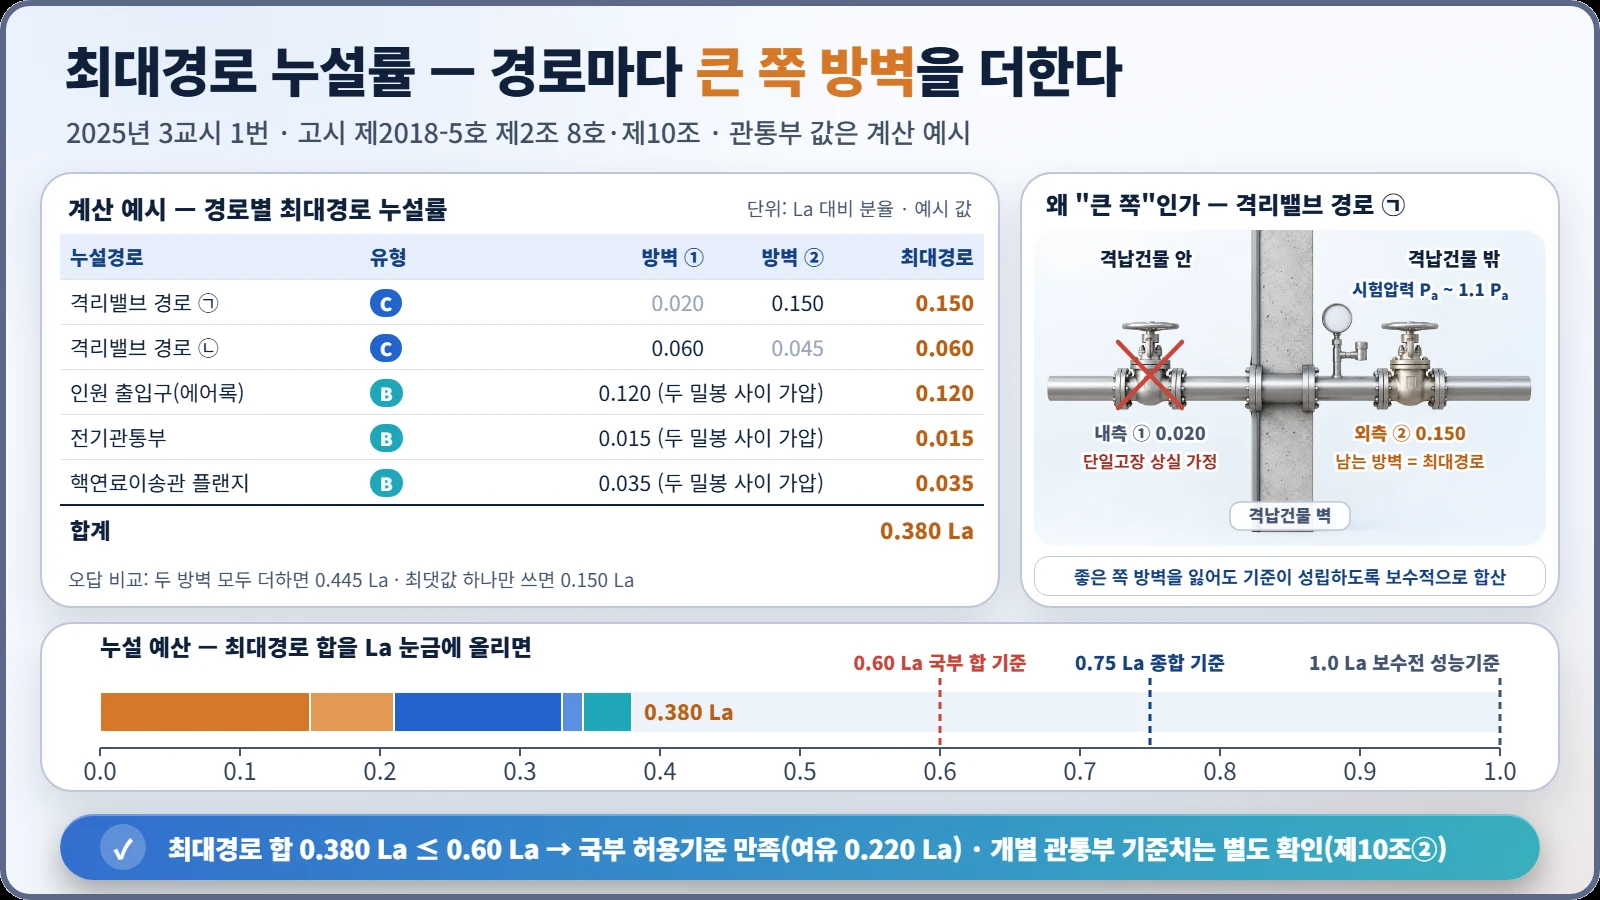 최대경로 누설률 — 경로마다 큰 쪽 방벽을 더한다
2025년 3교시 1번 · 고시 제2018-5호 제2조 8호·제10조 · 관통부 값은 계산 예시
계산 예시 — 경로별 최대경로 누설률
단위: La 대비 분율 · 예시 값
누설경로 유형 방벽 ① 방벽 ② 최대경로
격리밸브 경로 ㉠ C 0.020 0.150 0.150
격리밸브 경로 ㉡ C 0.060 0.045 0.060
인원 출입구(에어록) B 0.120 (두 밀봉 사이 가압) 0.120
전기관통부 B 0.015 (두 밀봉 사이 가압) 0.015
핵연료이송관 플랜지 B 0.035 (두 밀봉 사이 가압) 0.035
합계 0.380 La
오답 비교: 두 방벽 모두 더하면 0.445 La · 최댓값 하나만 쓰면 0.150 La
왜 "큰 쪽"인가 — 격리밸브 경로 ㉠
격납건물 안
격납건물 밖
시험압력 Pa ~ 1.1 Pa
내측 ① 0.020
단일고장 상실 가정
외측 ② 0.150
남는 방벽 = 최대경로
격납건물 벽
좋은 쪽 방벽을 잃어도 기준이 성립하도록 보수적으로 합산
누설 예산 — 최대경로 합을 La 눈금에 올리면
0.60 La 국부 합 기준
0.75 La 종합 기준
1.0 La 보수전 성능기준
0.380 La
0.0 0.1 0.2 0.3 0.4 0.5 0.6 0.7 0.8 0.9 1.0
✓ 최대경로 합 0.380 La ≤ 0.60 La → 국부 허용기준 만족(여유 0.220 La) · 개별 관통부 기준치는 별도 확인(제10조②)